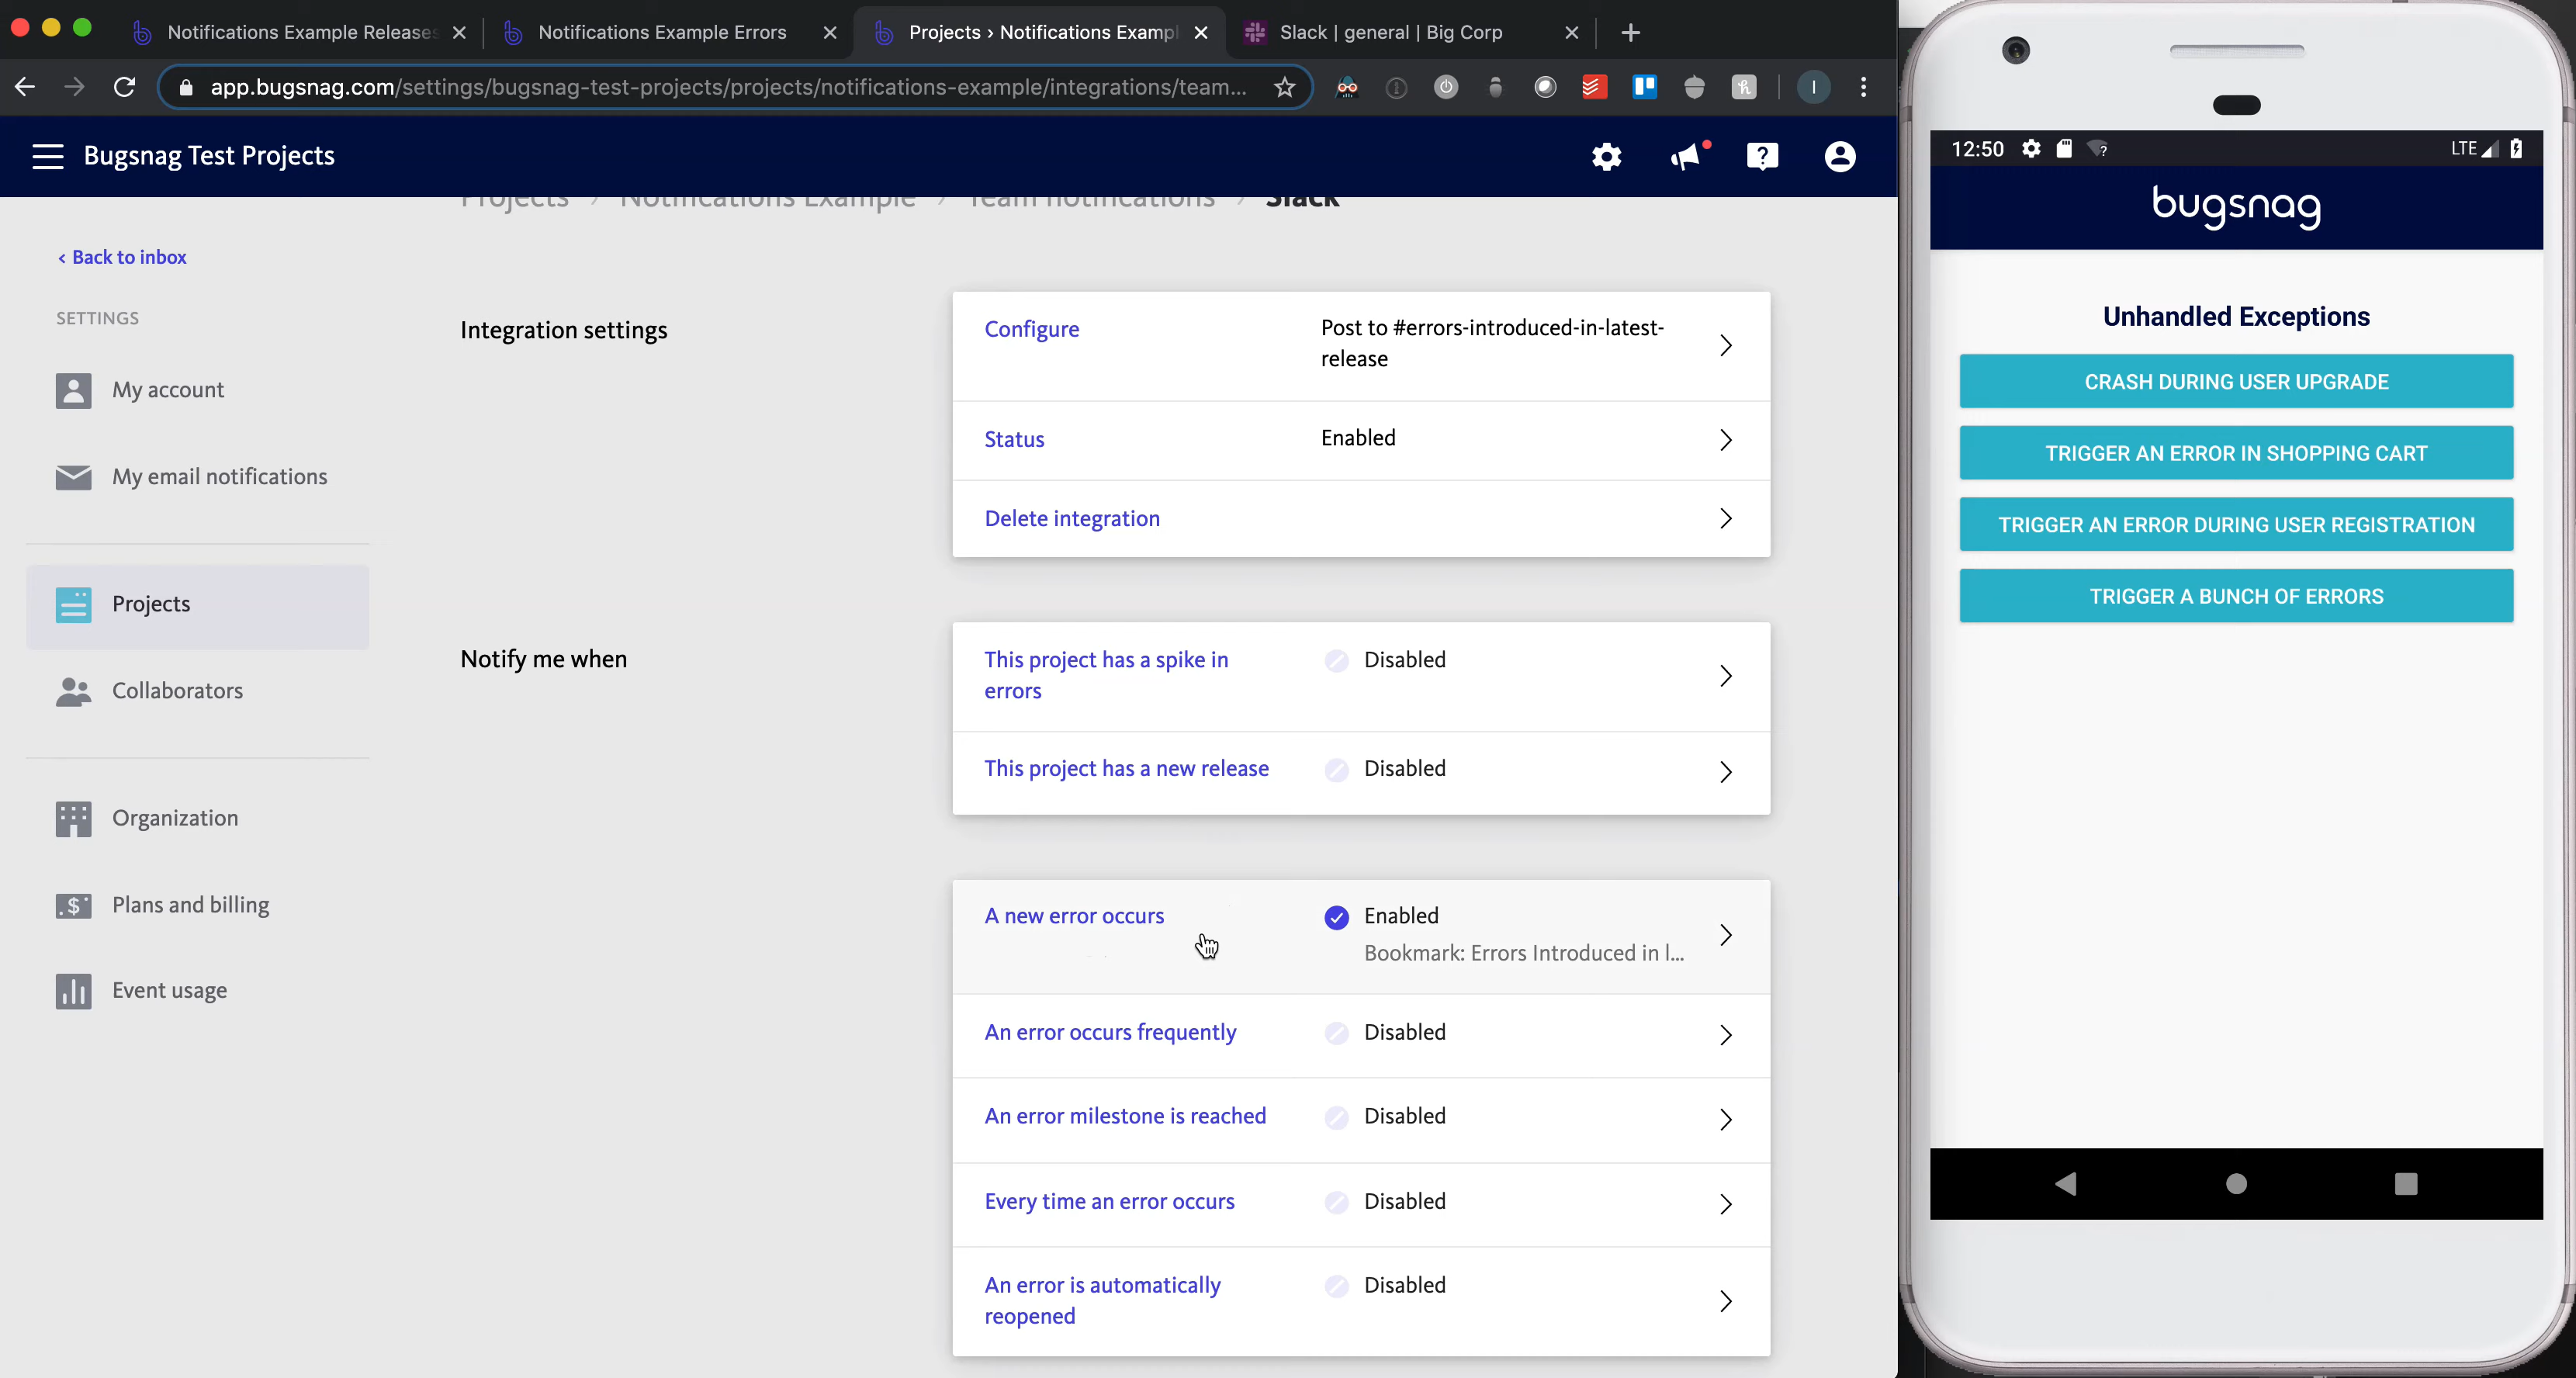 Notifications Example Releases
Notifications Example Errors
Projects › Notifications Exampl
Slack | general | Big Corp
app.bugsnag.com/settings/bugsnag-test-projects/projects/notifications-example/integrations/team...
I
Bugsnag Test Projects
Projects › Notifications Example › Team notifications › Slack
‹ Back to inbox
SETTINGS
My account
My email notifications
Projects
Collaborators
Organization
Plans and billing
Event usage
Integration settings
Configure
Post to #errors-introduced-in-latest-
release
Status
Enabled
Delete integration
Notify me when
This project has a spike in
errors
Disabled
This project has a new release
Disabled
A new error occurs
Enabled
Bookmark: Errors Introduced in l...
An error occurs frequently
Disabled
An error milestone is reached
Disabled
Every time an error occurs
Disabled
An error is automatically
reopened
Disabled
12:50
LTE
bugsnag
Unhandled Exceptions
CRASH DURING USER UPGRADE
TRIGGER AN ERROR IN SHOPPING CART
TRIGGER AN ERROR DURING USER REGISTRATION
TRIGGER A BUNCH OF ERRORS